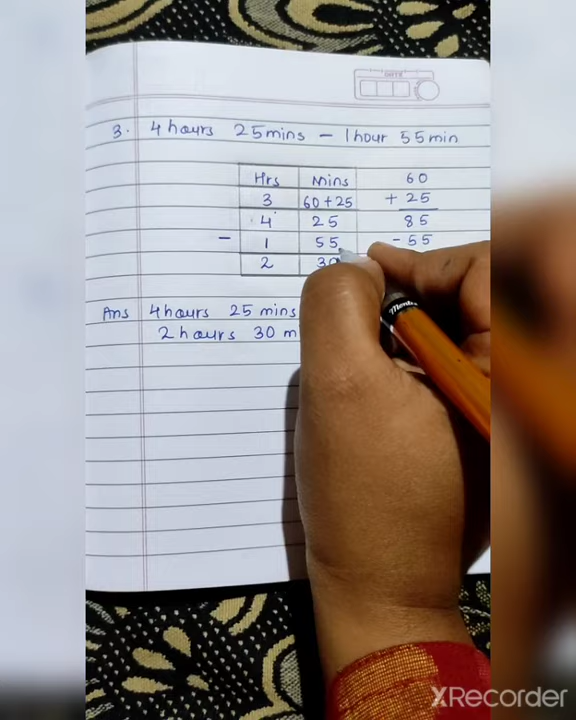 3. 4 hours 25 mins - 1 hour 55 min
Hrs Mins 60
3 60+25 + 25
4 25 85
- 1 55 - 55
2 30
Ans 4 hours 25 mins
2 hours 30 m
XRecorder